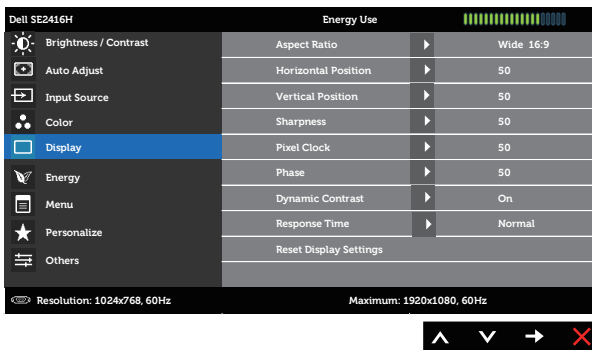 Dell SE2416H Energy Use
Brightness / Contrast
Auto Adjust
Input Source
Color
Display
Energy
Menu
Personalize
Others
Aspect Ratio Wide 16:9
Horizontal Position 50
Vertical Position 50
Sharpness 50
Pixel Clock 50
Phase 50
Dynamic Contrast On
Response Time Normal
Reset Display Settings
Resolution: 1024x768, 60Hz Maximum: 1920x1080, 60Hz